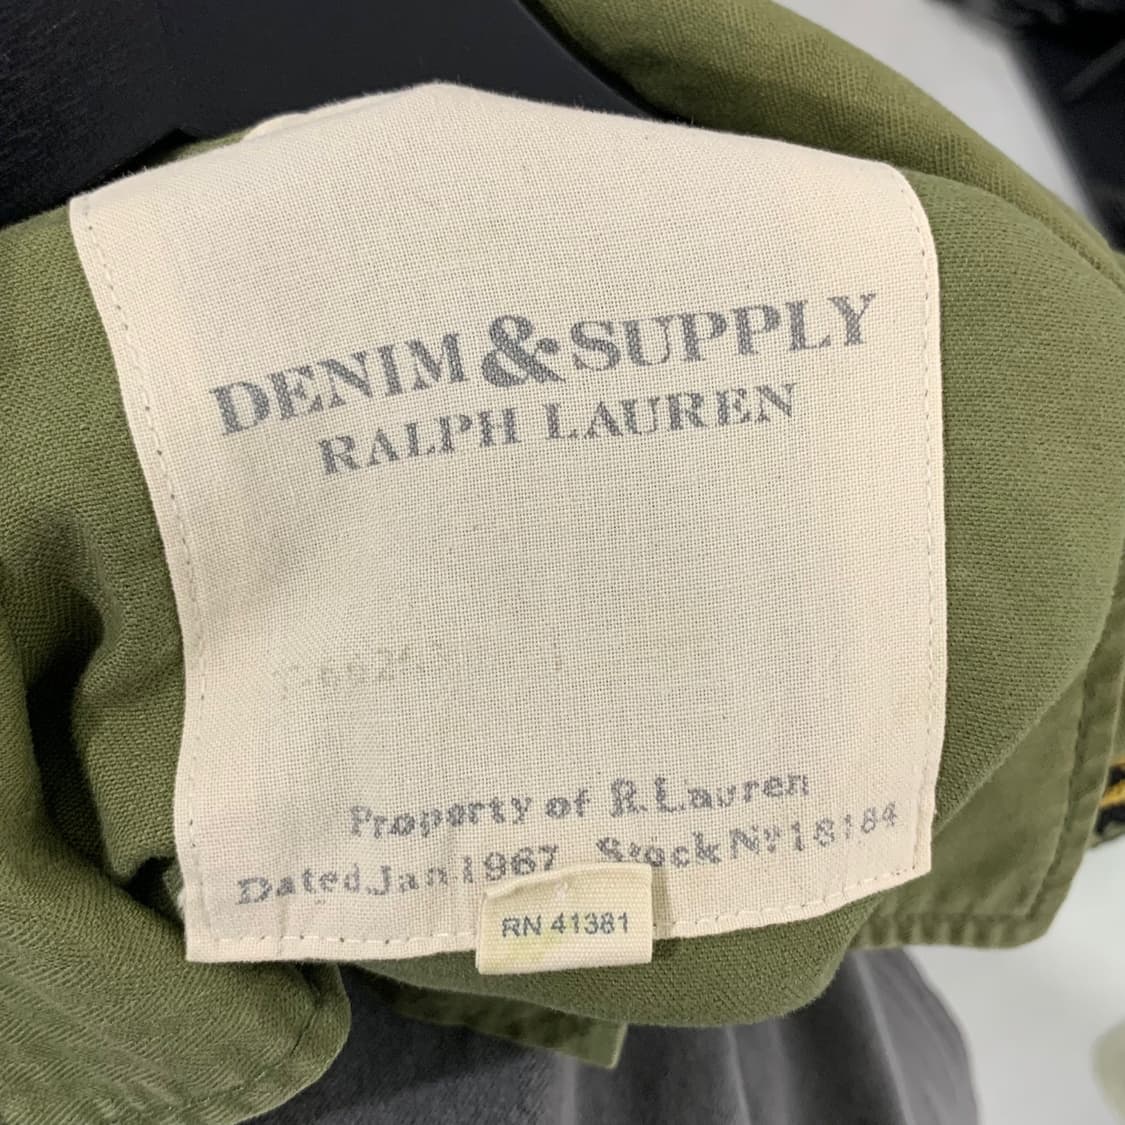 DENIM & SUPPLY
RALPH LAUREN
Property of R.Lauren
Dated Jan 1967 Stock Nº 18184
RN 41381